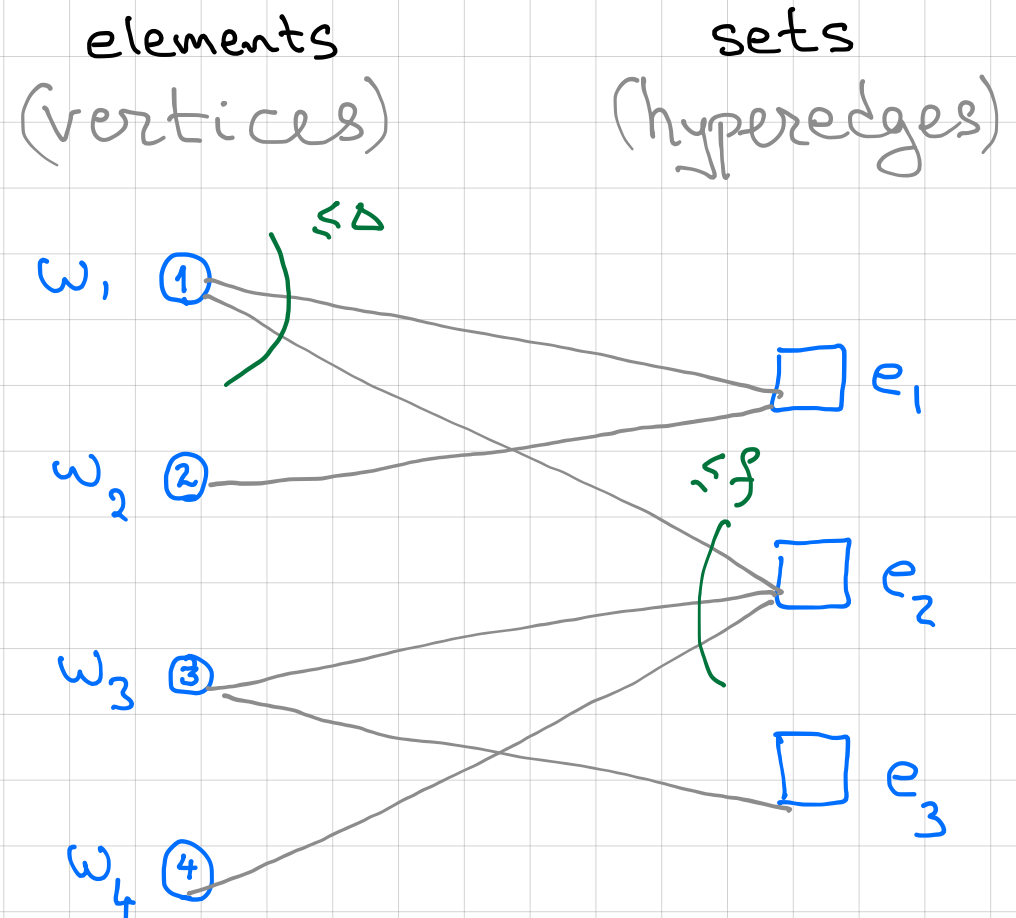 elements sets
(vertices) (hyperedges)
≤Δ
w1 1
e1
w2 2
≤f
e2
w3 3
e3
w4 4